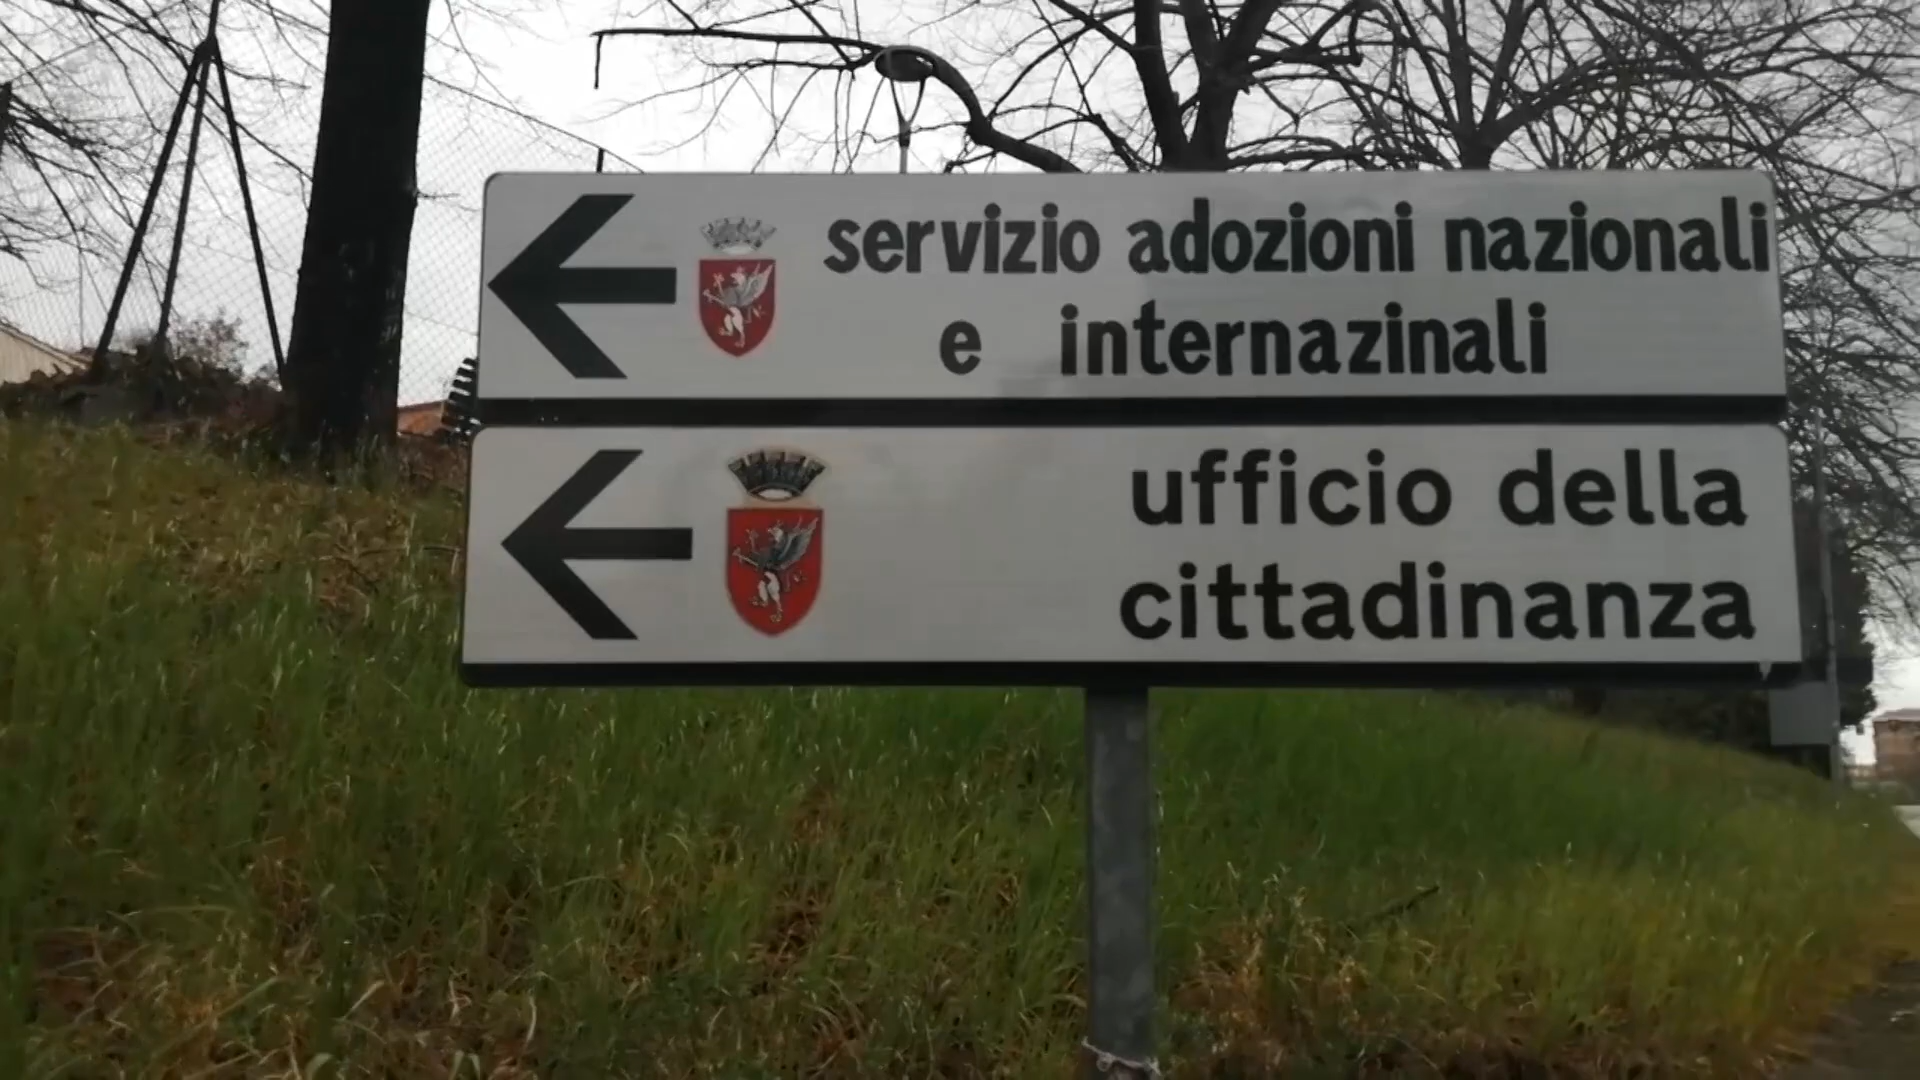 servizio adozioni nazionali
e internazinali
ufficio della
cittadinanza